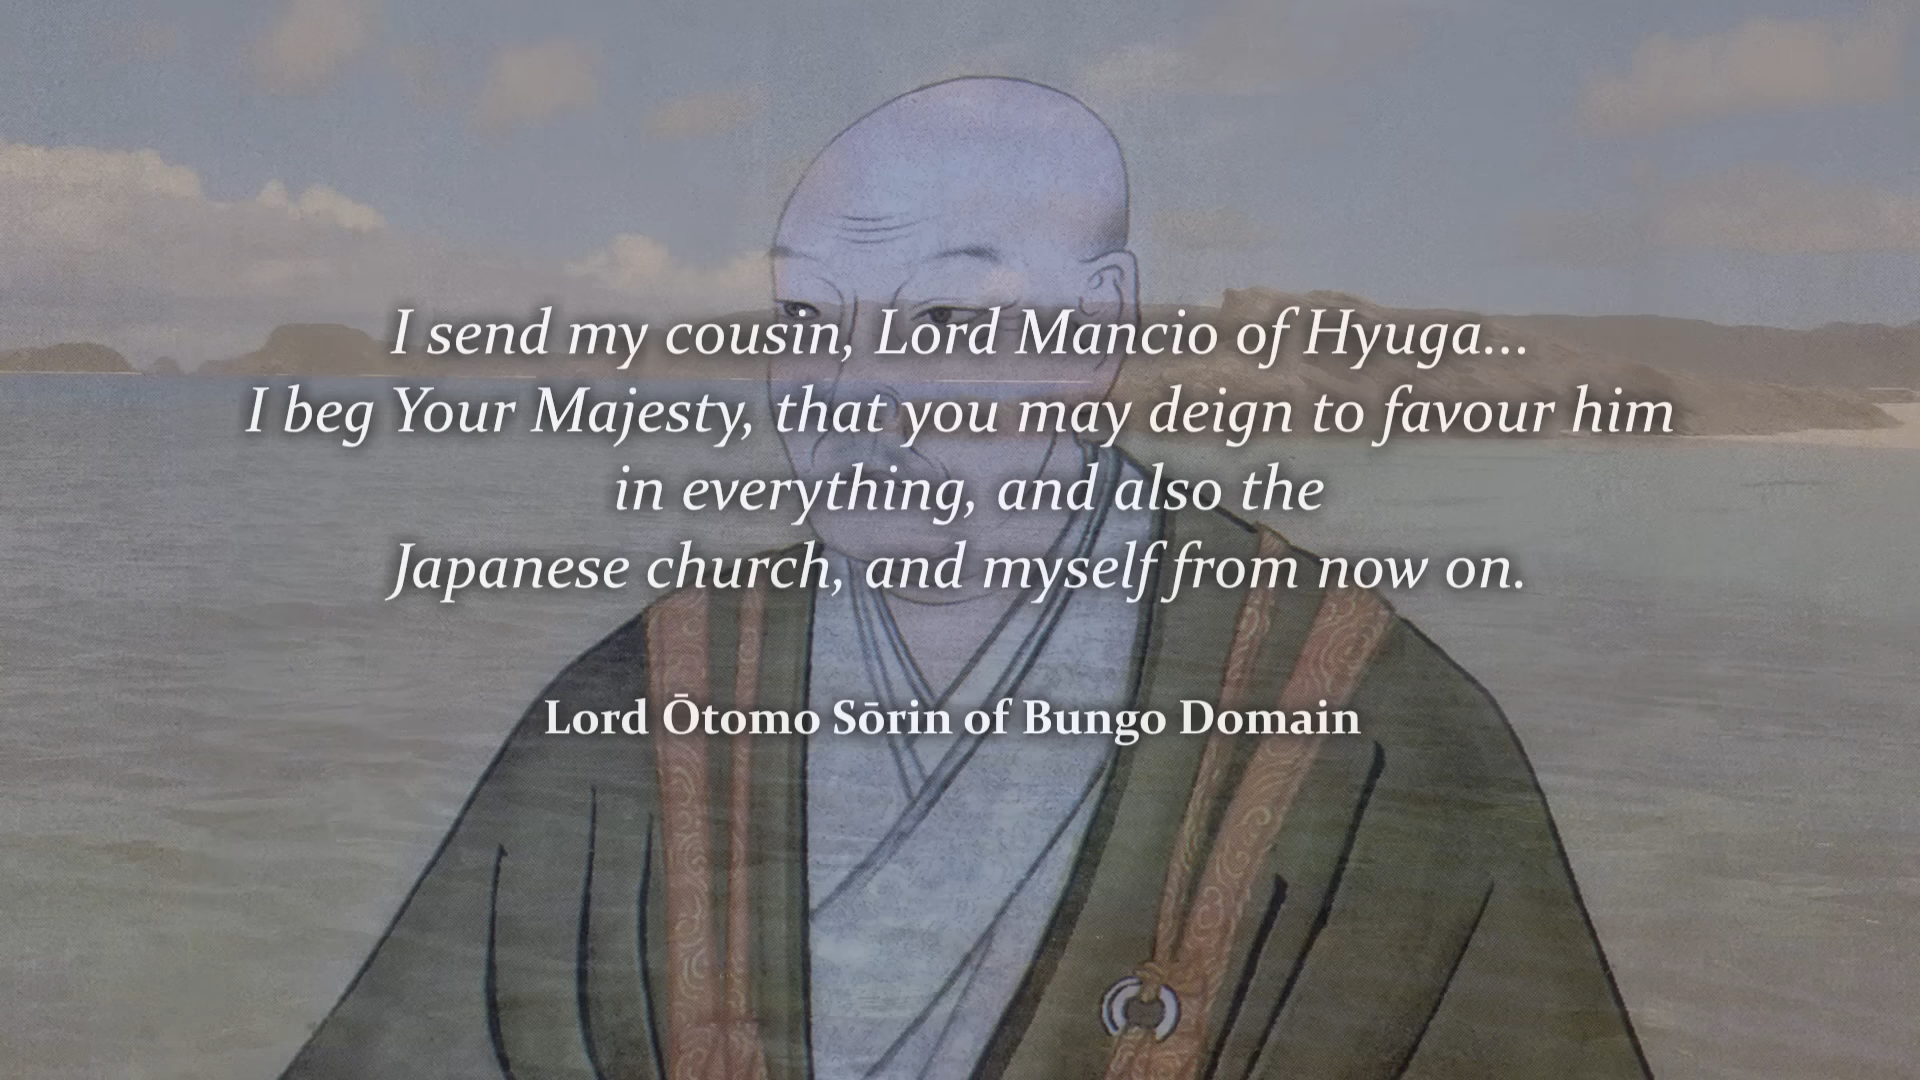 I send my cousin, Lord Mancio of Hyuga...
I beg Your Majesty, that you may deign to favour him
in everything, and also the
Japanese church, and myself from now on.
Lord Ōtomo Sōrin of Bungo Domain